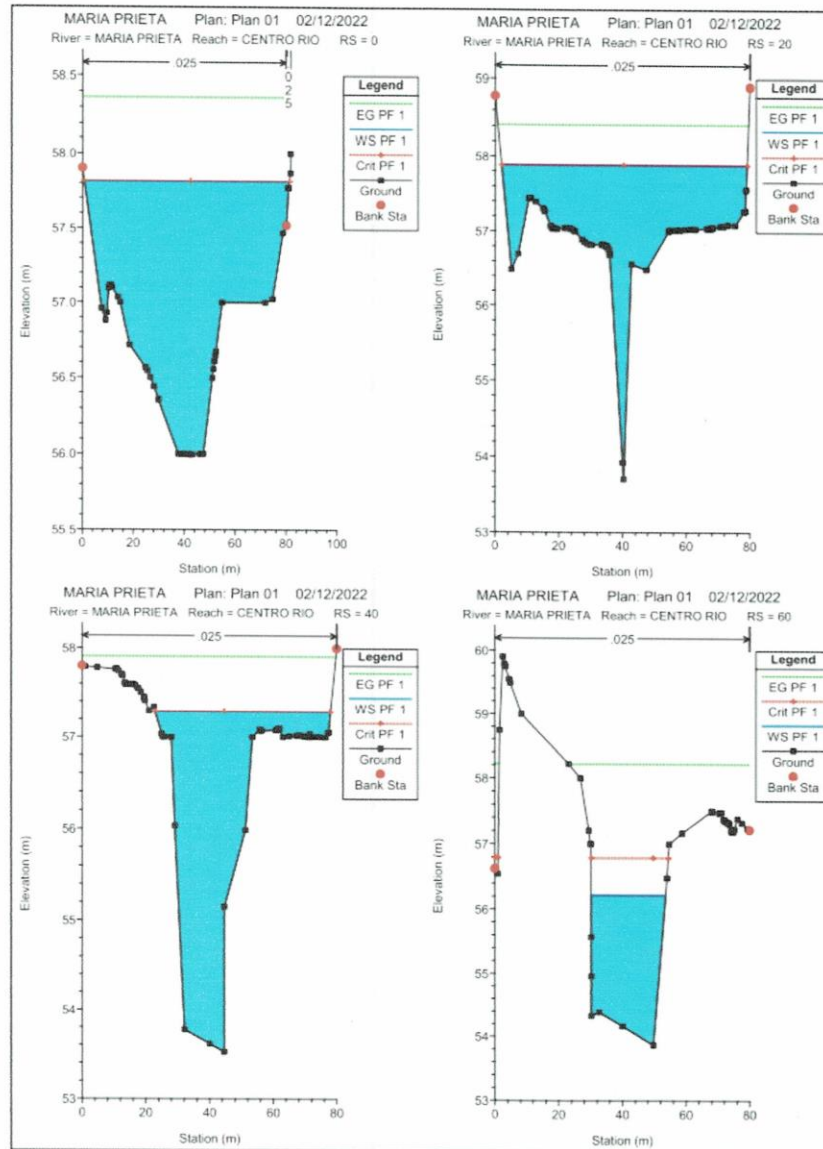 MARIA PRIETA Plan: Plan 01 02/12/2022
River = MARIA PRIETA Reach = CENTRO RIO RS = 0
.025
.025
58.5
58.0
57.5
57.0
56.5
56.0
55.5
Elevation (m)
0 20 40 60 80 100
Station (m)
Legend
EG PF 1
WS PF 1
Crit PF 1
Ground
Bank Sta
MARIA PRIETA Plan: Plan 01 02/12/2022
River = MARIA PRIETA Reach = CENTRO RIO RS = 20
.025
59
58
57
56
55
54
53
Elevation (m)
0 20 40 60 80
Station (m)
Legend
EG PF 1
WS PF 1
Crit PF 1
Ground
Bank Sta
MARIA PRIETA Plan: Plan 01 02/12/2022
River = MARIA PRIETA Reach = CENTRO RIO RS = 40
.025
58
57
56
55
54
53
Elevation (m)
0 20 40 60 80
Station (m)
Legend
EG PF 1
WS PF 1
Crit PF 1
Ground
Bank Sta
MARIA PRIETA Plan: Plan 01 02/12/2022
River = MARIA PRIETA Reach = CENTRO RIO RS = 60
.025
60
59
58
57
56
55
54
53
Elevation (m)
0 20 40 60 80
Station (m)
Legend
EG PF 1
Crit PF 1
WS PF 1
Ground
Bank Sta